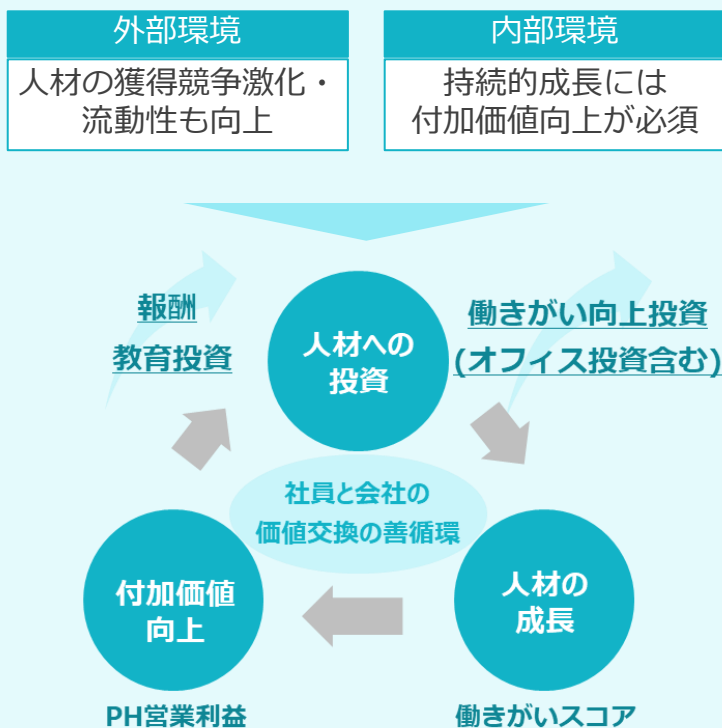 外部環境
人材の獲得競争激化・
流動性も向上
内部環境
持続的成長には
付加価値向上が必須
報酬
教育投資
人材への
投資
働きがい向上投資
(オフィス投資含む)
社員と会社の
価値交換の善循環
付加価値
向上
人材の
成長
PH営業利益
働きがいスコア